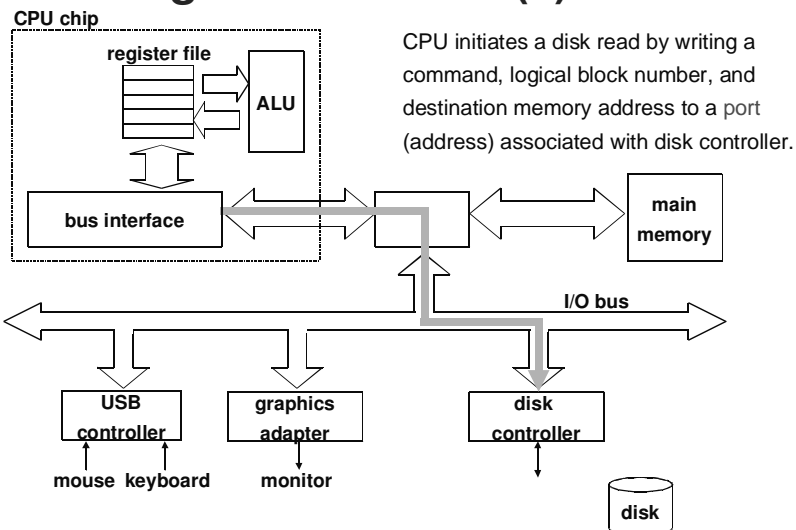 CPU chip
register file
ALU
CPU initiates a disk read by writing a
command, logical block number, and
destination memory address to a port
(address) associated with disk controller.
bus interface
main
memory
I/O bus
USB
controller
graphics
adapter
disk
controller
mouse keyboard
monitor
disk